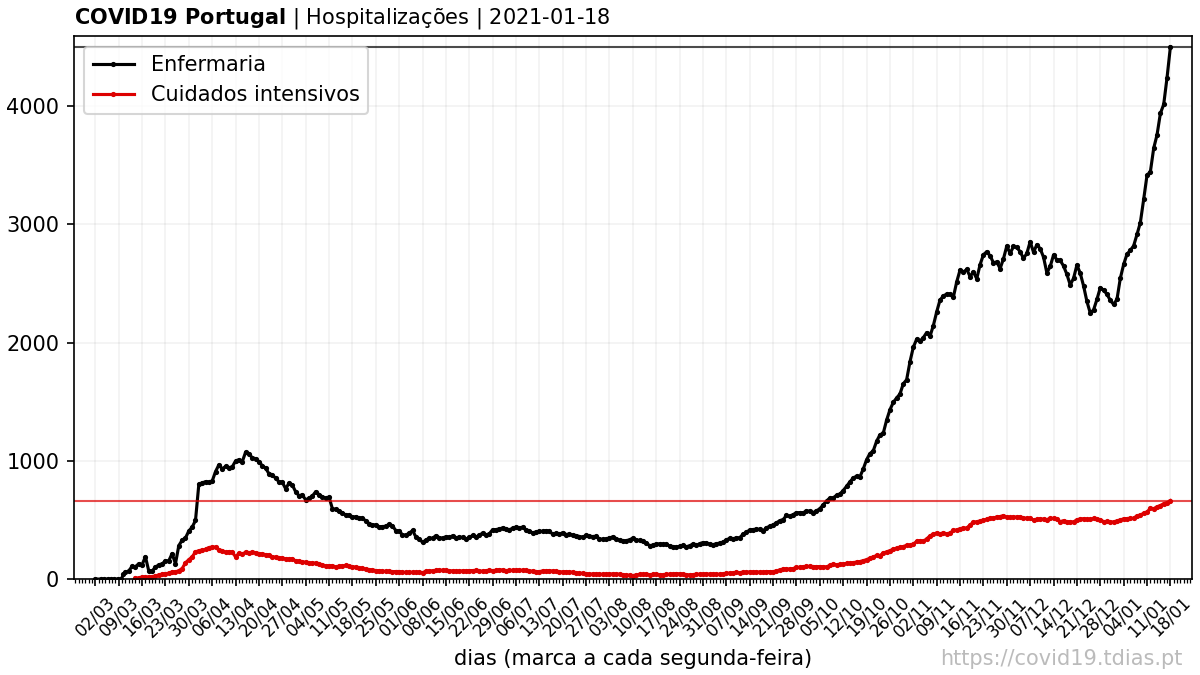 COVID19 Portugal | Hospitalizações | 2021-01-18
Enfermaria
Cuidados intensivos
4000
3000
2000
1000
0
02/03 09/03 16/03 23/03 30/03 06/04 13/04 20/04 27/04 04/05 11/05 18/05 25/05 01/06 08/06 15/06 22/06 29/06 06/07 13/07 20/07 27/07 03/08 10/08 17/08 24/08 31/08 07/09 14/09 21/09 28/09 05/10 12/10 19/10 26/10 02/11 09/11 16/11 23/11 30/11 07/12 14/12 21/12 28/12 04/01 11/01 18/01
dias (marca a cada segunda-feira)
https://covid19.tdias.pt